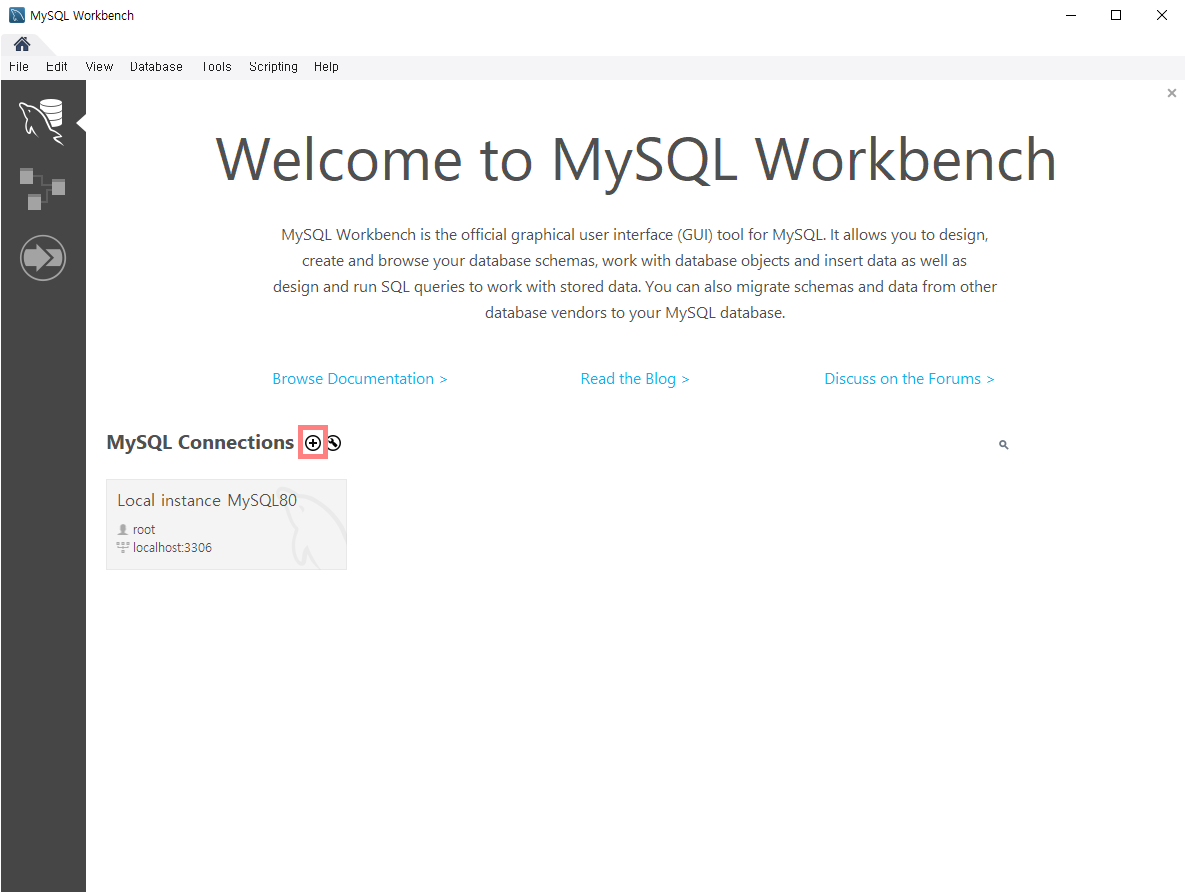 MySQL Workbench
File Edit View Database Tools Scripting Help
Welcome to MySQL Workbench
MySQL Workbench is the official graphical user interface (GUI) tool for MySQL. It allows you to design,
create and browse your database schemas, work with database objects and insert data as well as
design and run SQL queries to work with stored data. You can also migrate schemas and data from other
database vendors to your MySQL database.
Browse Documentation > Read the Blog > Discuss on the Forums >
MySQL Connections
Local instance MySQL80
root
localhost:3306